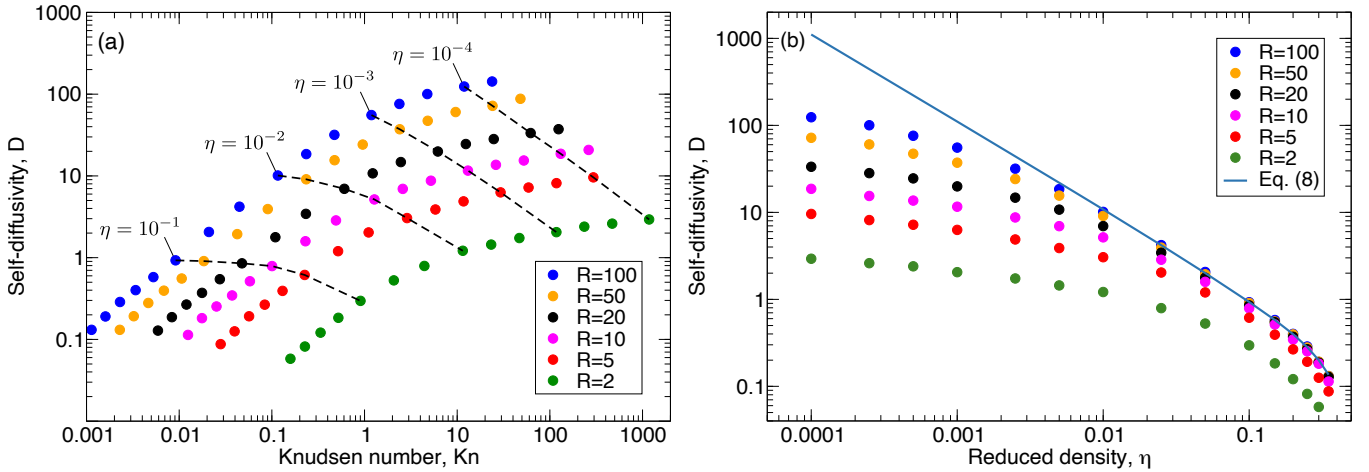 (a)
η = 10⁻⁴
η = 10⁻³
η = 10⁻²
η = 10⁻¹
1000
100
10
1
0.1
Self-diffusivity, D
R=100
R=50
R=20
R=10
R=5
R=2
0.001 0.01 0.1 1 10 100 1000
Knudsen number, Kn
(b)
1000
100
10
1
0.1
Self-diffusivity, D
R=100
R=50
R=20
R=10
R=5
R=2
Eq. (8)
0.0001 0.001 0.01 0.1
Reduced density, η